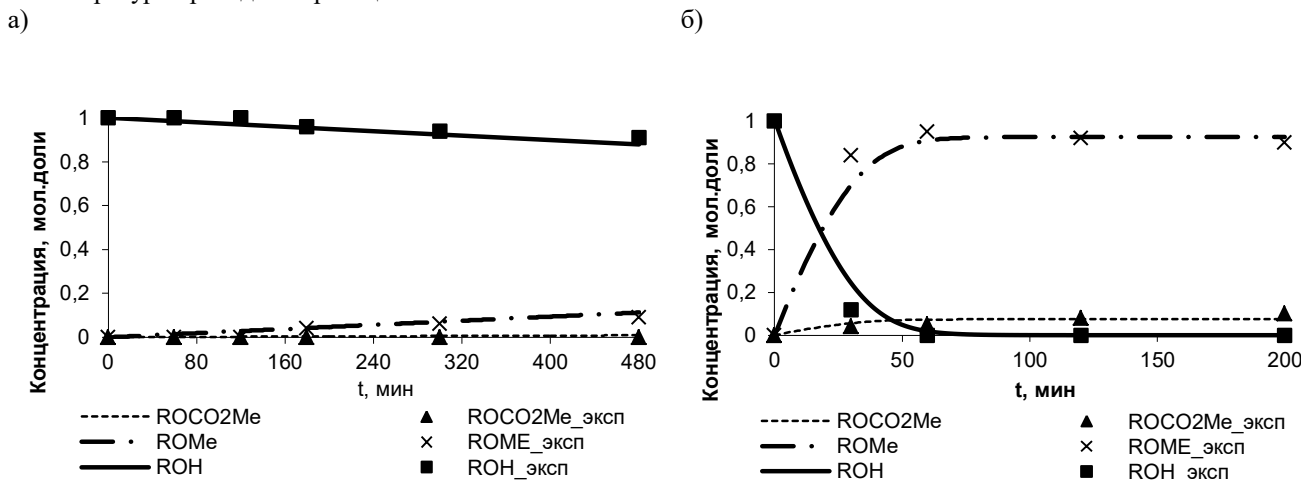 а)
б)
Концентрация, мол.доли
1
0,8
0,6
0,4
0,2
0
0 80 160 240 320 400 480
t, мин
ROCO2Me
ROMe
ROH
ROCO2Me_эксп
ROME_эксп
ROH_эксп
Концентрация, мол.доли
1
0,8
0,6
0,4
0,2
0
0 50 100 150 200
t, мин
ROCO2Me
ROMe
ROH
ROCO2Me_эксп
ROME_эксп
ROH_эксп